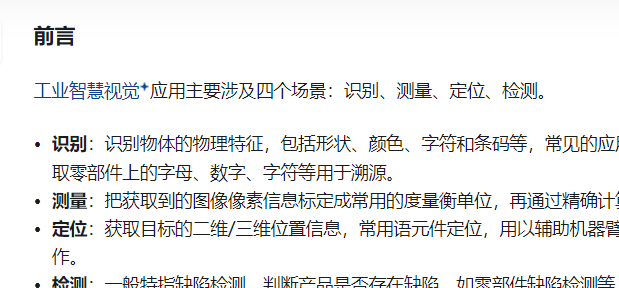 前言
工业智慧视觉应用主要涉及四个场景：识别、测量、定位、检测。
• 识别：识别物体的物理特征，包括形状、颜色、字符和条码等，常见的应
取零部件上的字母、数字、字符等用于溯源。
• 测量：把获取到的图像像素信息标定成常用的度量衡单位，再通过精确计
• 定位：获取目标的二维/三维位置信息，常用语元件定位，用以辅助机器臂
作。
• 检测：一般特指缺陷检测，判断产品是否存在缺陷，如零部件缺陷检测等